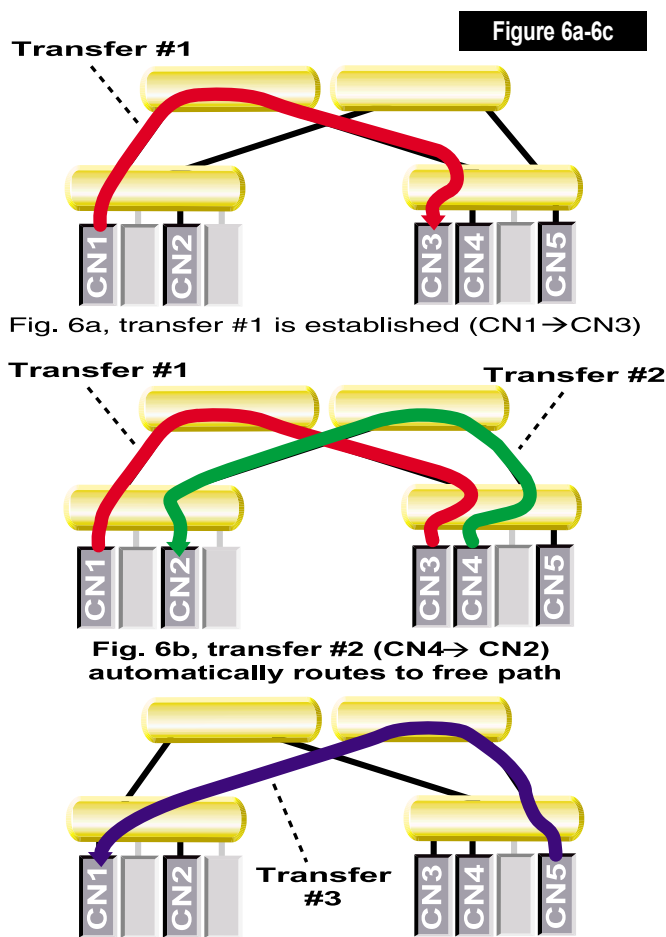 Figure 6a-6c
Transfer #1
CN1
CN2
CN3
CN4
CN5
Fig. 6a, transfer #1 is established (CN1→CN3)
Transfer #1
Transfer #2
CN1
CN2
CN3
CN4
CN5
Fig. 6b, transfer #2 (CN4→ CN2)
automatically routes to free path
CN1
CN2
CN3
CN4
CN5
Transfer
#3